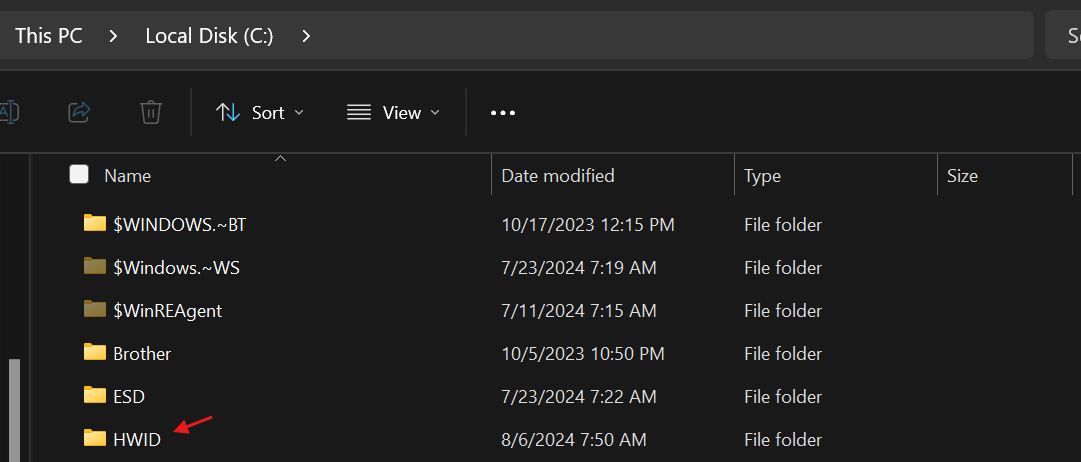 This PC > Local Disk (C:) >
Sort View ...
Name Date modified Type Size
$WINDOWS.~BT 10/17/2023 12:15 PM File folder
$Windows.~WS 7/23/2024 7:19 AM File folder
$WinREAgent 7/11/2024 7:15 AM File folder
Brother 10/5/2023 10:50 PM File folder
ESD 7/23/2024 7:22 AM File folder
HWID 8/6/2024 7:50 AM File folder